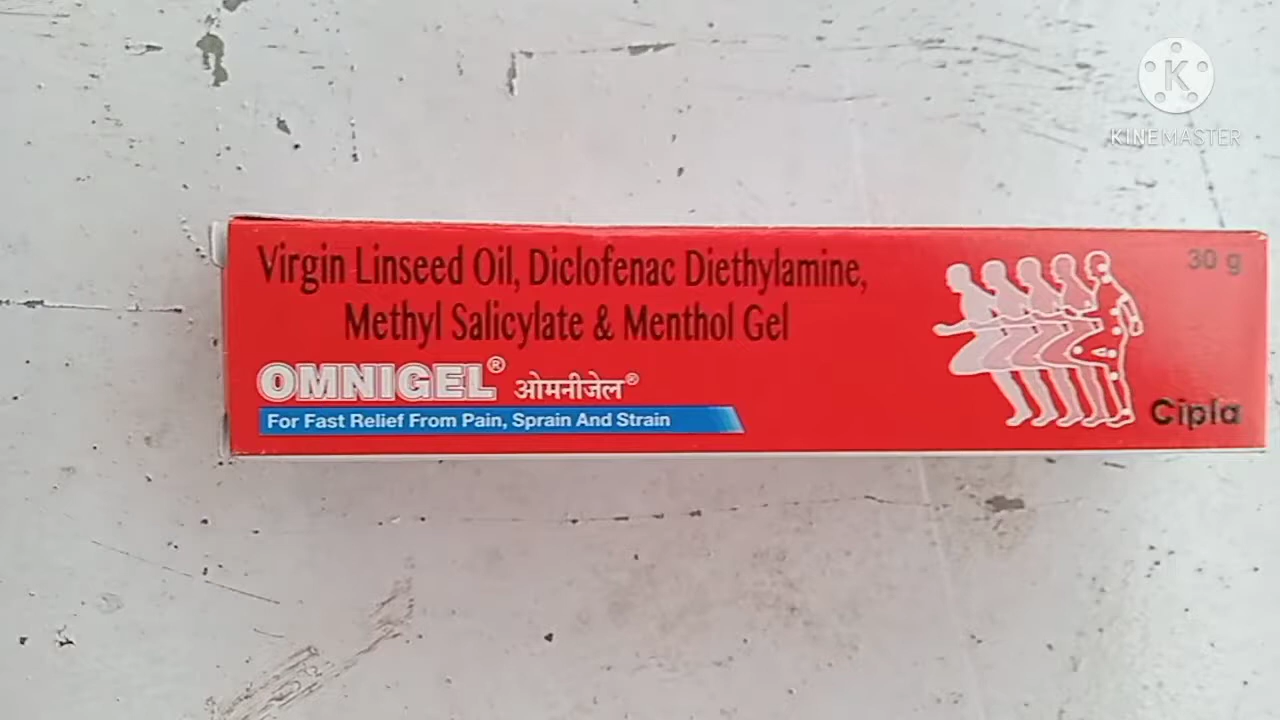 K
KINEMASTER
Virgin Linseed Oil, Diclofenac Diethylamine,
Methyl Salicylate & Menthol Gel
30 g
OMNIGEL® ओमनीजेल®
For Fast Relief From Pain, Sprain And Strain
Cipla